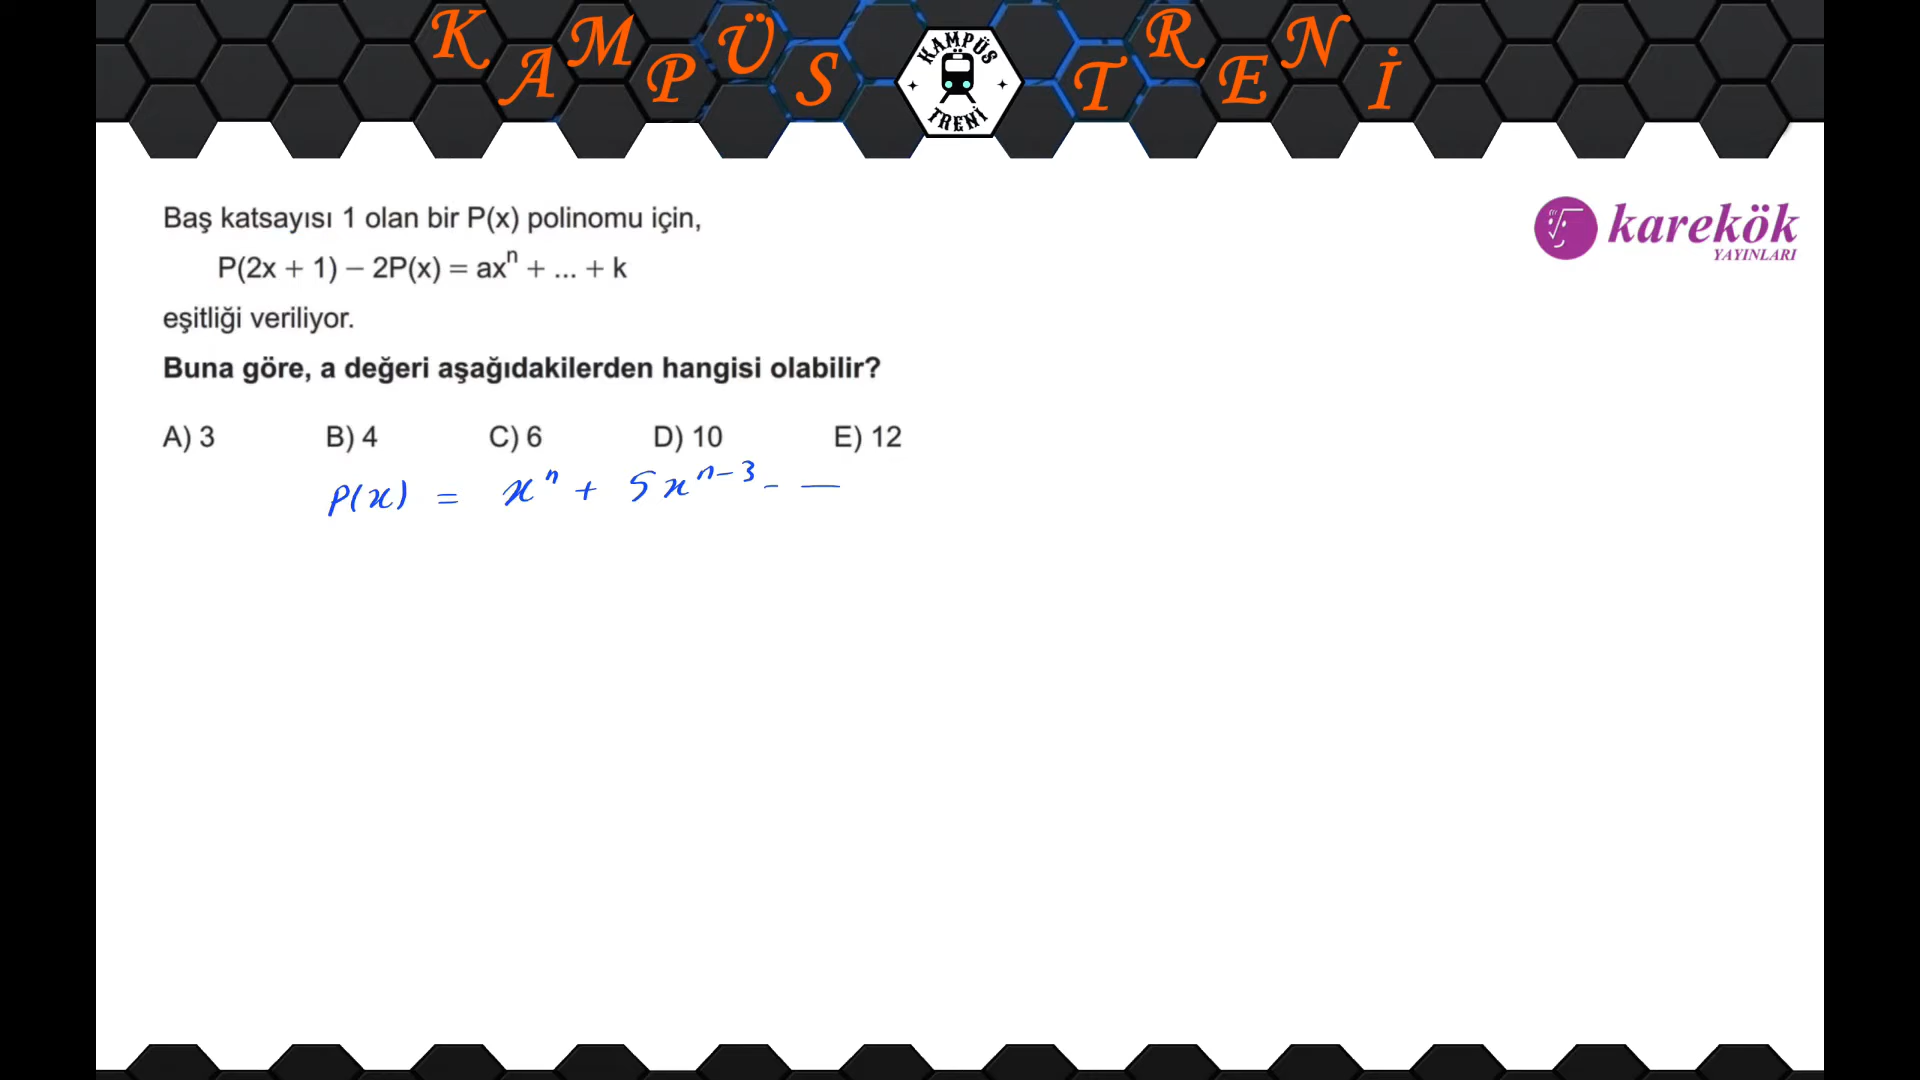 KAMPÜS TRENİ
KAMPÜS
TRENİ
karekök
YAYINLARI
Baş katsayısı 1 olan bir P(x) polinomu için,
P(2x + 1) – 2P(x) = axⁿ + ... + k
eşitliği veriliyor.
Buna göre, a değeri aşağıdakilerden hangisi olabilir?
A) 3 B) 4 C) 6 D) 10 E) 12
P(x) = xⁿ + 5xⁿ⁻³ - —